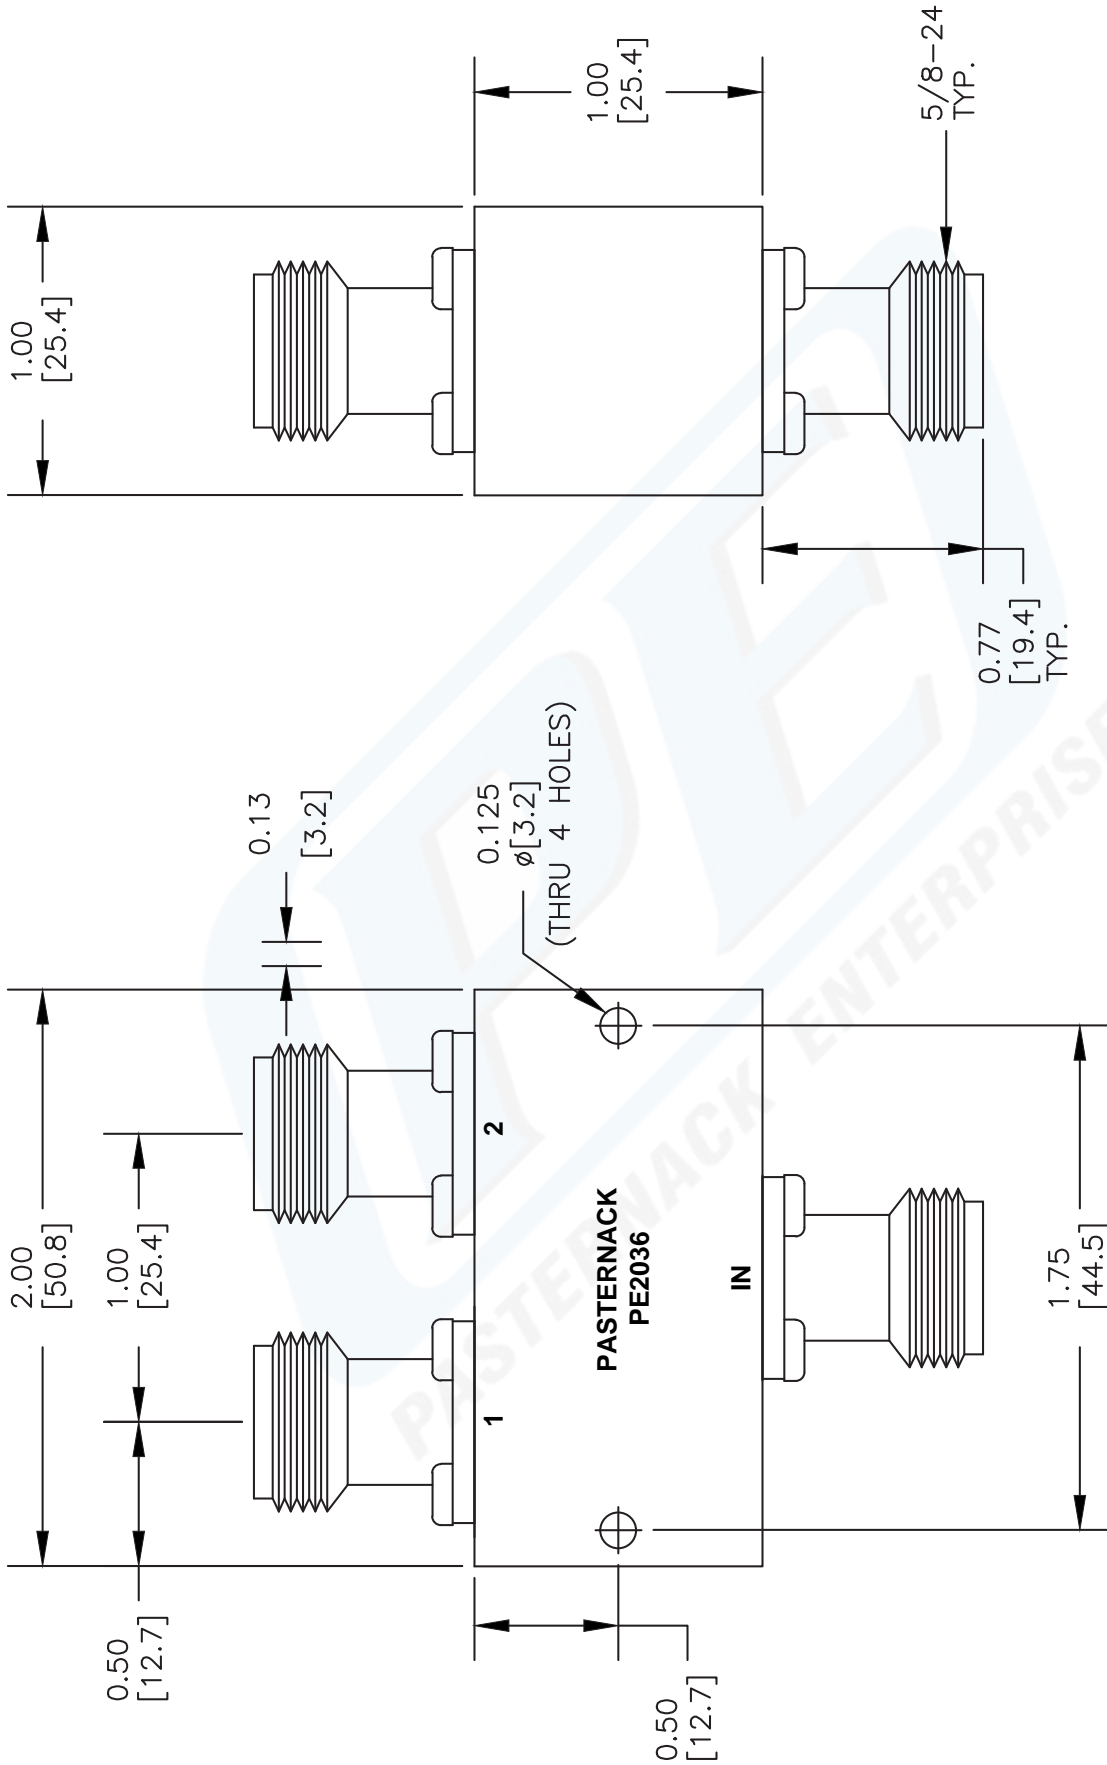 1.00
[25.4]
1.00
[25.4]
5/8-24
TYP.
0.77
[19.4]
TYP.
0.13
[3.2]
0.125
ø[3.2]
(THRU 4 HOLES)
2.00
[50.8]
1.00
[25.4]
0.50
[12.7]
1
2
PASTERNACK
PE2036
IN
1.75
[44.5]
0.50
[12.7]
PE
PASTERNACK ENTERPRISE